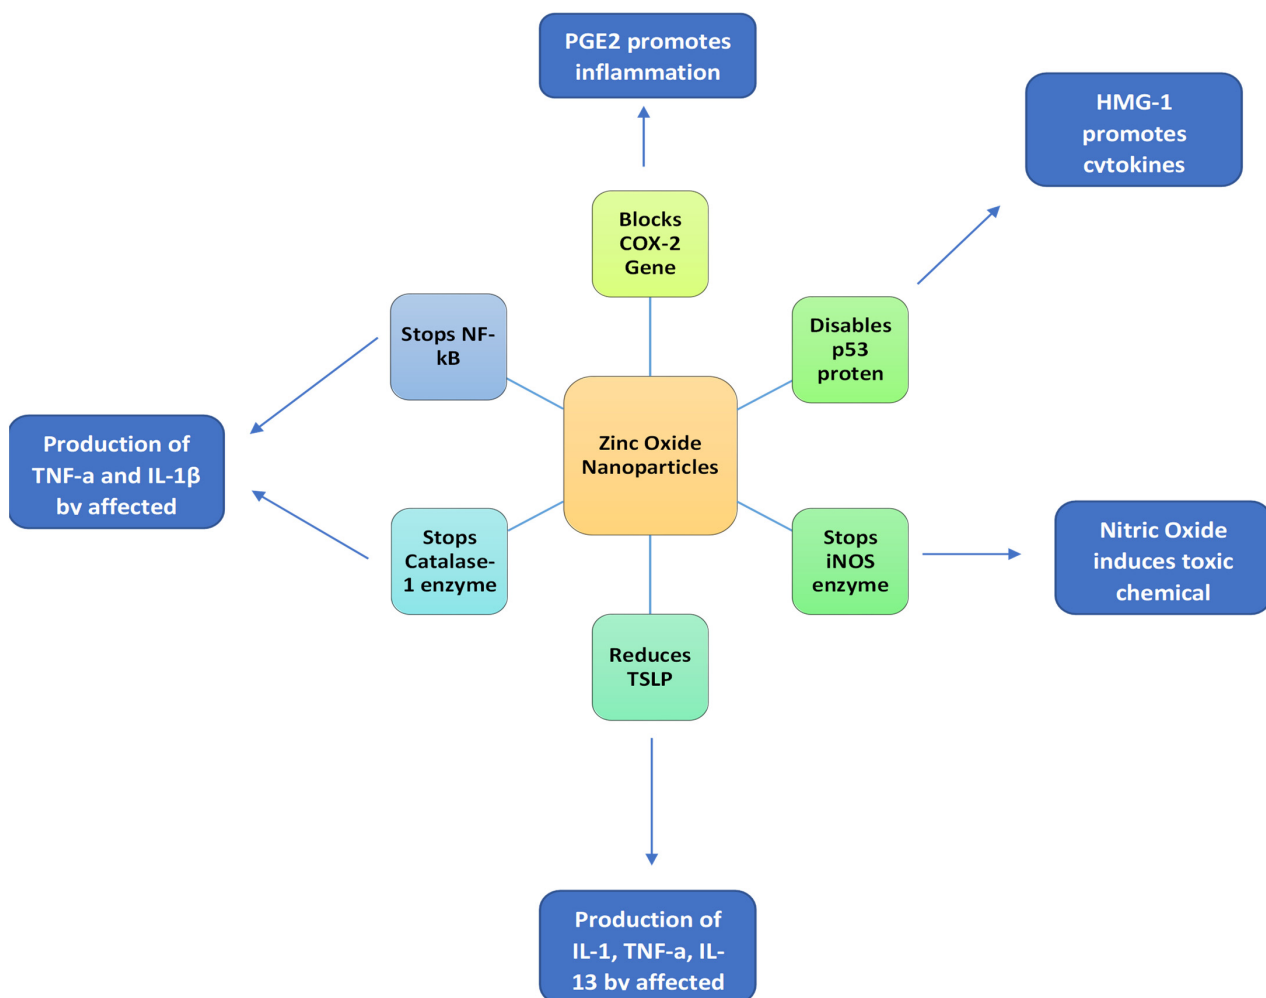 PGE2 promotes
inflammation
HMG-1
promotes
cvtokines
Blocks
COX-2
Gene
Stops NF-
kB
Disables
p53
proten
Production of
TNF-a and IL-1β
bv affected
Zinc Oxide
Nanoparticles
Stops
Catalase-
1 enzyme
Stops
iNOS
enzyme
Nitric Oxide
induces toxic
chemical
Reduces
TSLP
Production of
IL-1, TNF-a, IL-
13 bv affected